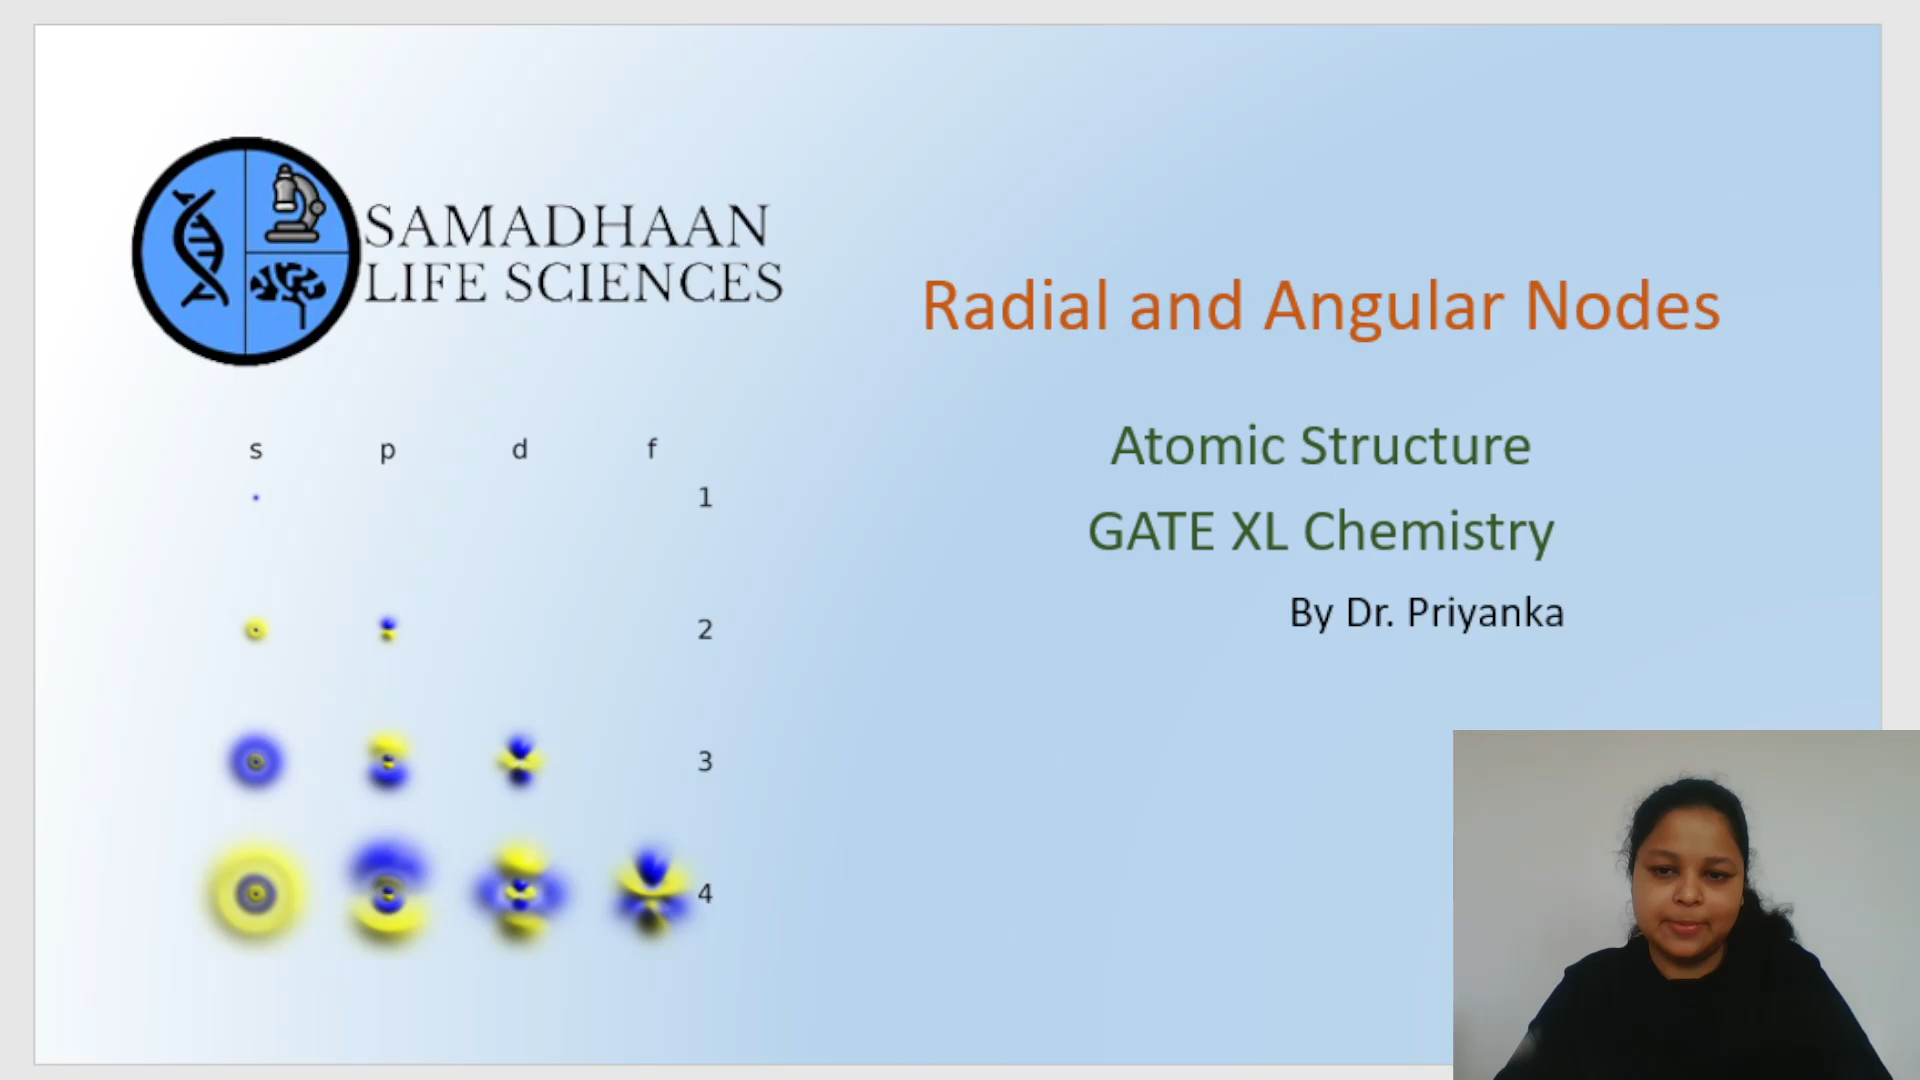 SAMADHAAN
LIFE SCIENCES
Radial and Angular Nodes
Atomic Structure
GATE XL Chemistry
By Dr. Priyanka
s p d f
1
2
3
4